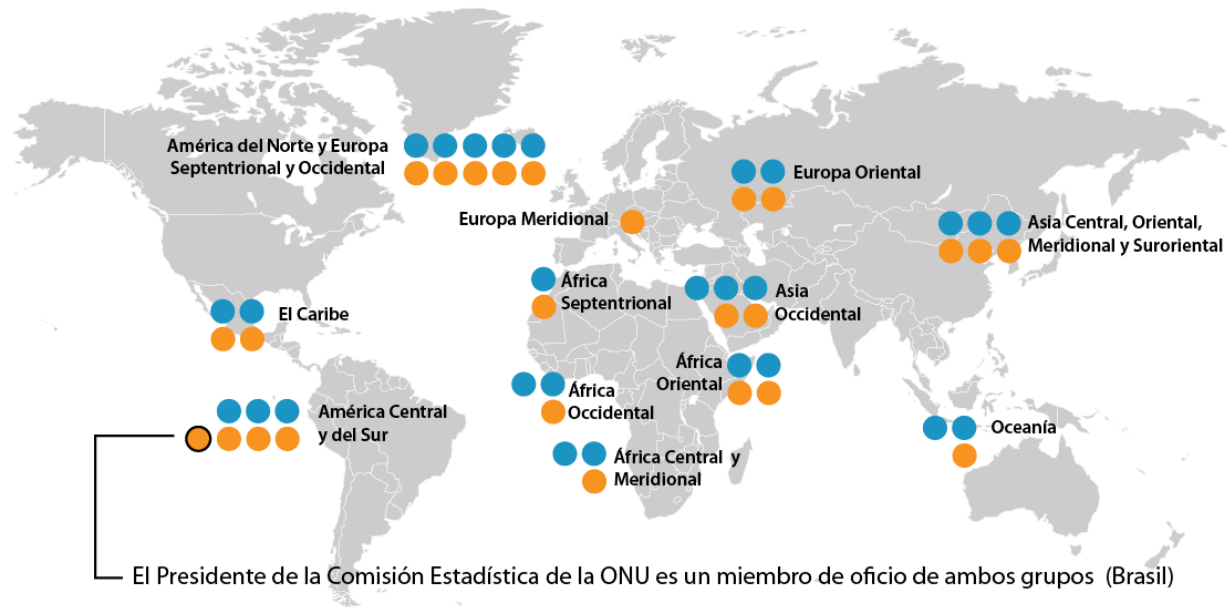 América del Norte y Europa
Septentrional y Occidental
Europa Oriental
Europa Meridional
Asia Central, Oriental,
Meridional y Suroriental
África
Septentrional
Asia
Occidental
El Caribe
África
Oriental
África
Occidental
América Central
y del Sur
Oceanía
África Central y
Meridional
El Presidente de la Comisión Estadística de la ONU es un miembro de oficio de ambos grupos (Brasil)